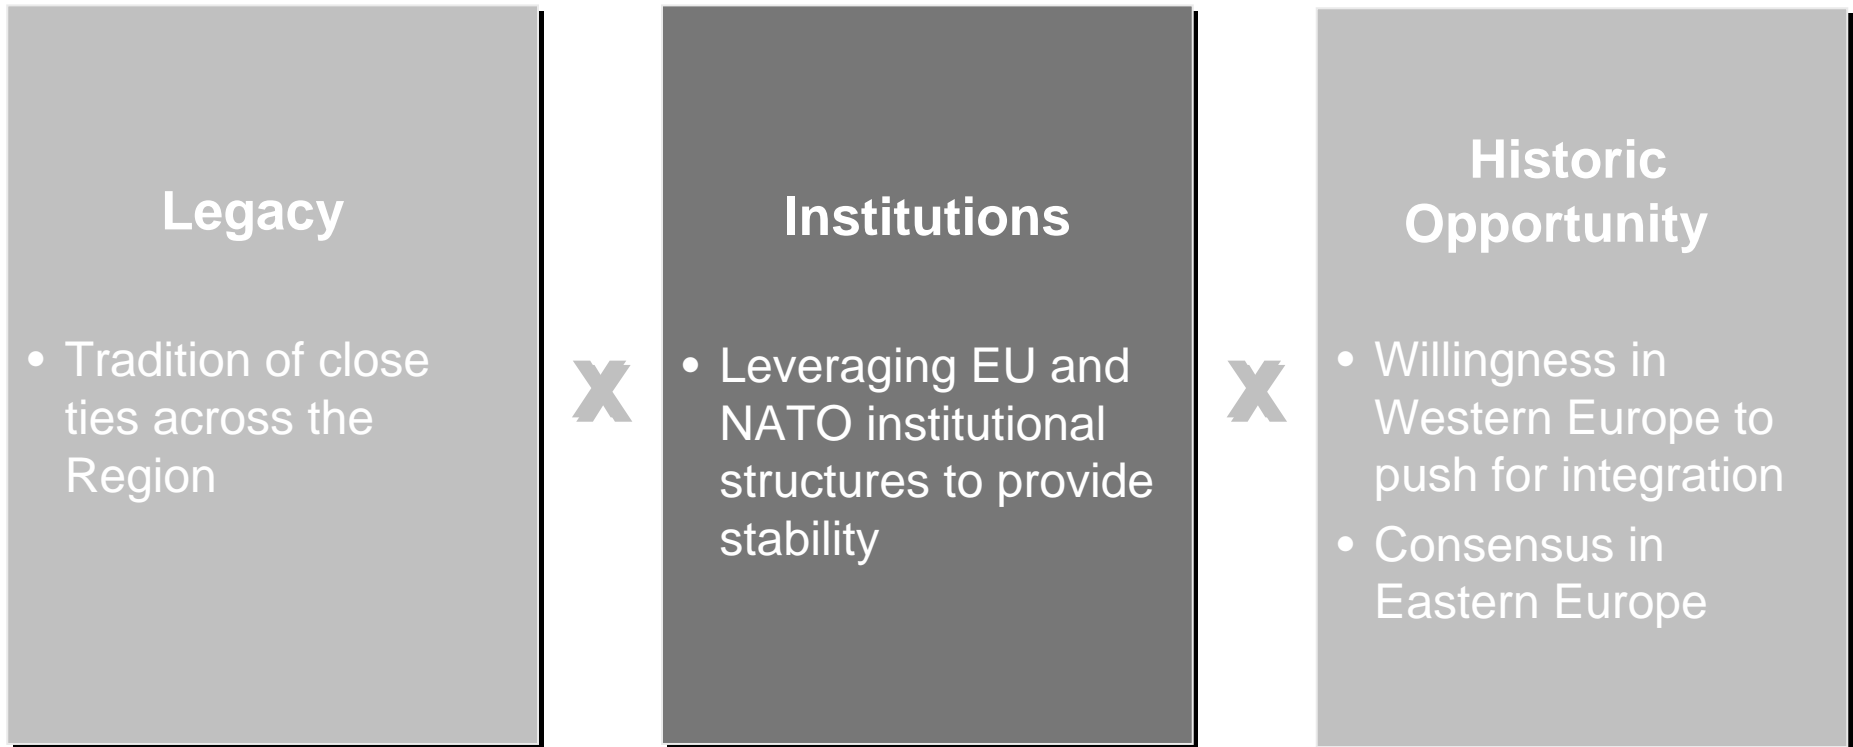 Legacy
• Tradition of close
ties across the
Region
x
Institutions
• Leveraging EU and
NATO institutional
structures to provide
stability
x
Historic
Opportunity
• Willingness in
Western Europe to
push for integration
• Consensus in
Eastern Europe